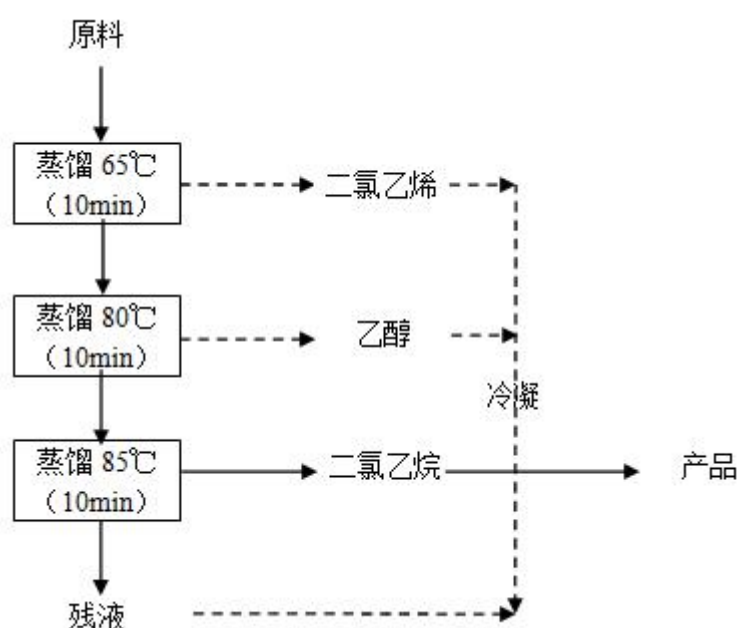 原料
蒸馏 65℃
（10min）
二氯乙烯
蒸馏 80℃
（10min）
乙醇
冷凝
蒸馏 85℃
（10min）
二氯乙烷
产品
残液